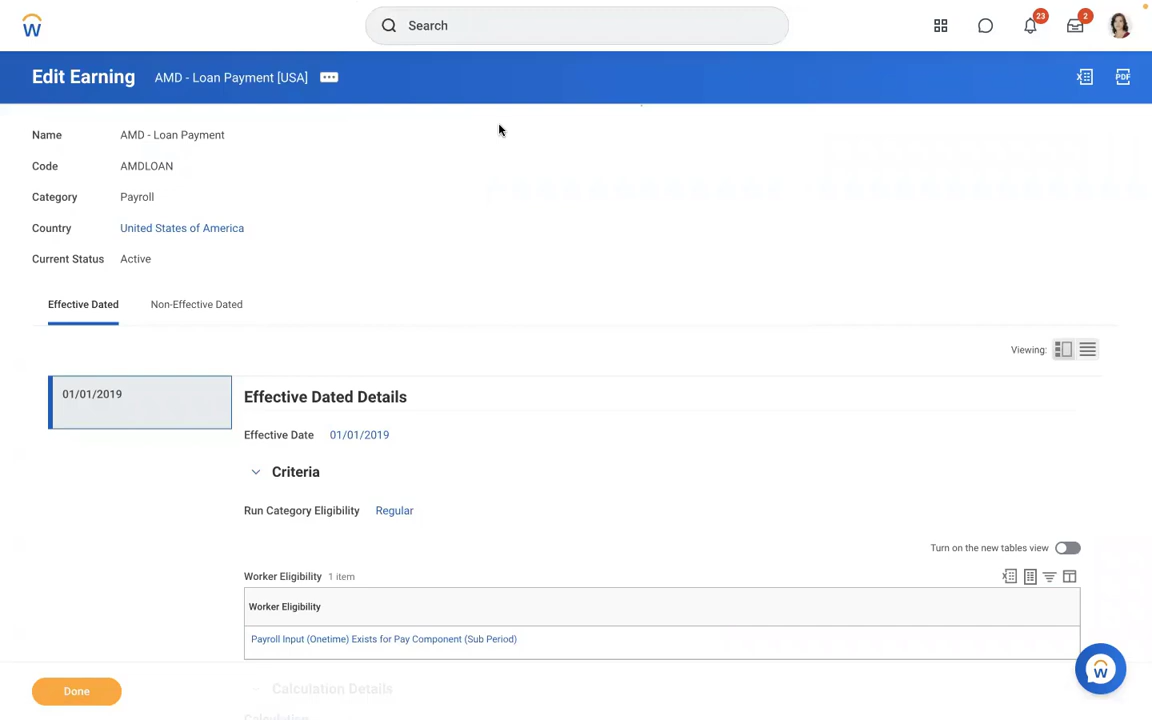 Search
23
2
Edit Earning AMD - Loan Payment [USA]
PDF
Name AMD - Loan Payment
Code AMDLOAN
Category Payroll
Country United States of America
Current Status Active
Effective Dated Non-Effective Dated
Viewing:
01/01/2019
Effective Dated Details
Effective Date 01/01/2019
Criteria
Run Category Eligibility Regular
Turn on the new tables view
Worker Eligibility 1 item
Worker Eligibility
Payroll Input (Onetime) Exists for Pay Component (Sub Period)
Done
Calculation Details
Calculation